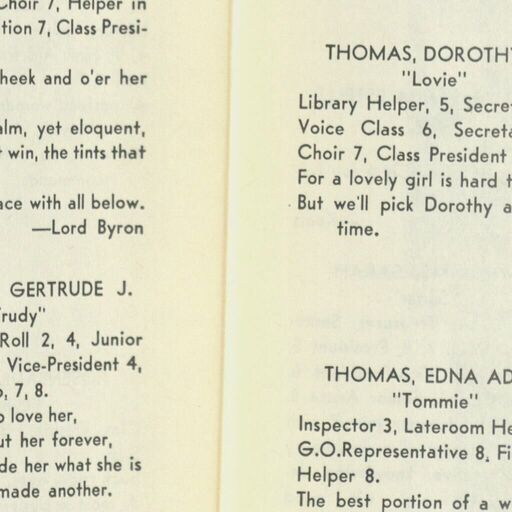 Choir 7, Helper in
tion 7, Class Presi-
heek and o'er her
alm, yet eloquent,
win, the tints that
ace with all below.
—Lord Byron
GERTRUDE J.
rudy"
Roll 2, 4, Junior
Vice-President 4,
, 7, 8.
o love her,
ut her forever,
de her what she is
made another.
THOMAS, DOROTHY
"Lovie"
Library Helper, 5, Secret
Voice Class 6, Secreta
Choir 7, Class President
For a lovely girl is hard t
But we'll pick Dorothy a
time.
THOMAS, EDNA AD
"Tommie"
Inspector 3, Lateroom He
G.O.Representative 8, Fi
Helper 8.
The best portion of a w